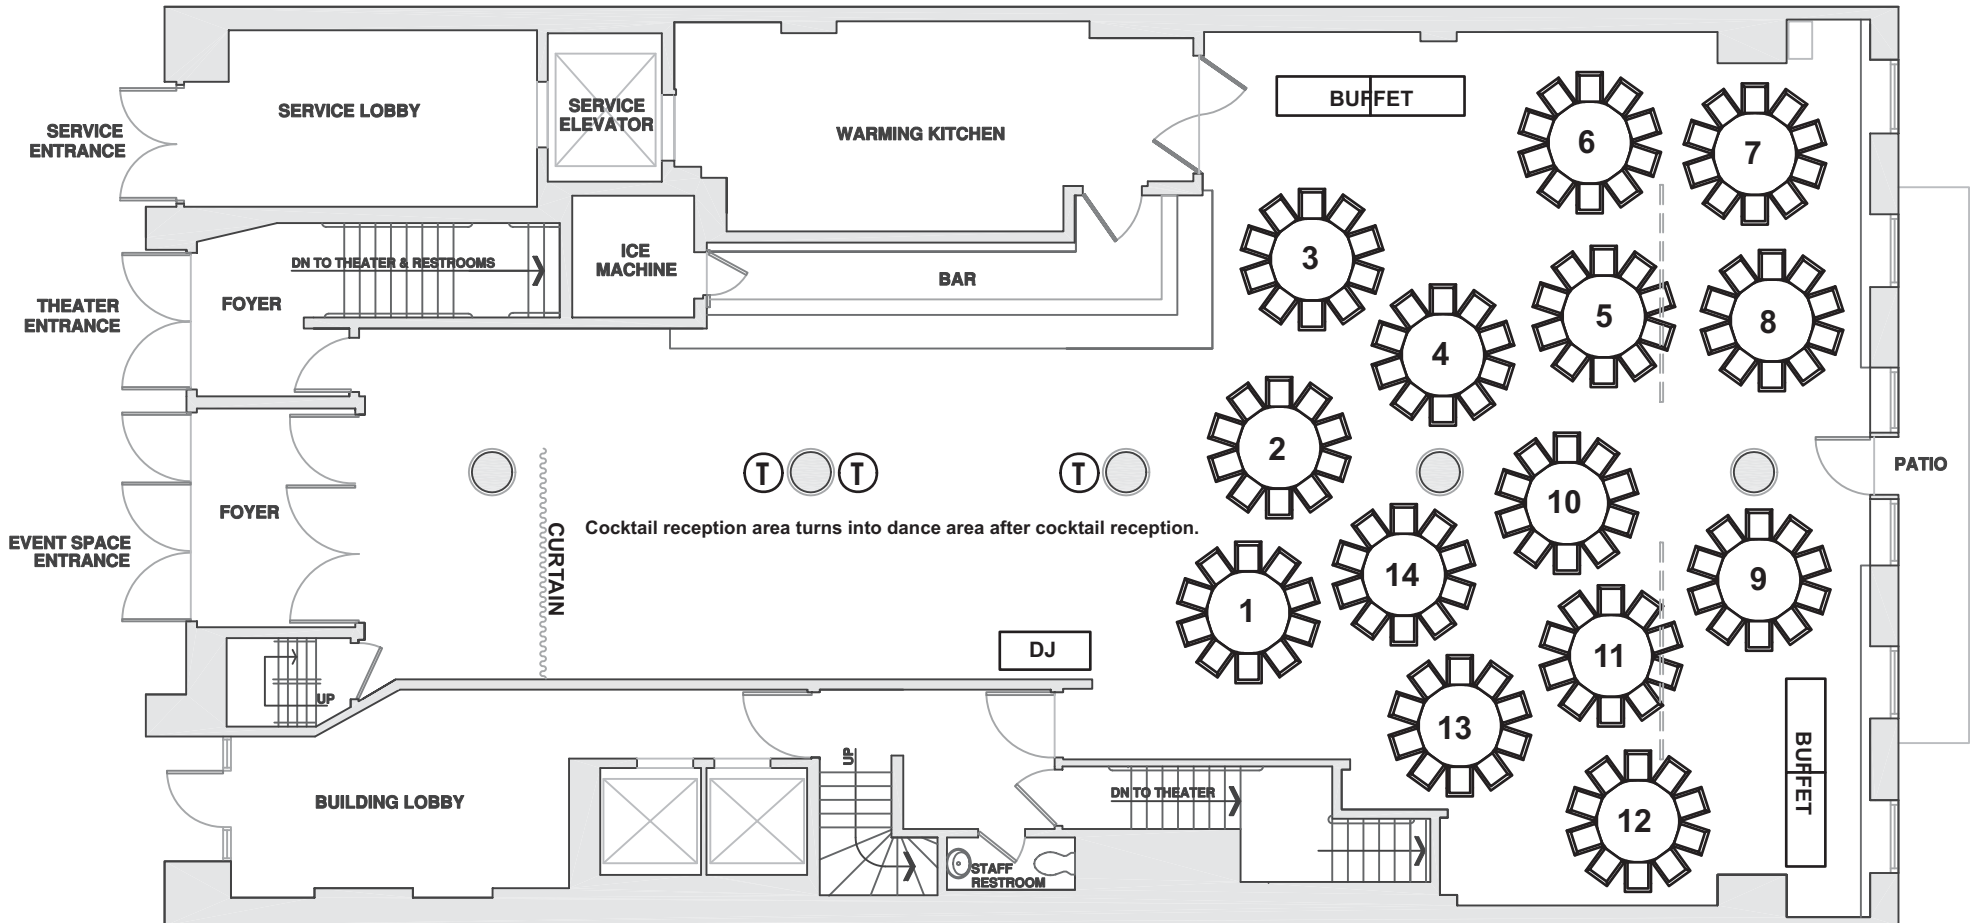 SERVICE LOBBY
SERVICE
ELEVATOR
WARMING KITCHEN
BUFFET
SERVICE
ENTRANCE
6
7
3
DN TO THEATER & RESTROOMS
ICE
MACHINE
BAR
FOYER
THEATER
ENTRANCE
5
8
4
2
T
T
T
PATIO
FOYER
10
EVENT SPACE
ENTRANCE
CURTAIN
Cocktail reception area turns into dance area after cocktail reception.
14
9
1
DJ
11
UP
13
UP
BUFFET
BUILDING LOBBY
DN TO THEATER
12
STAFF
RESTROOM